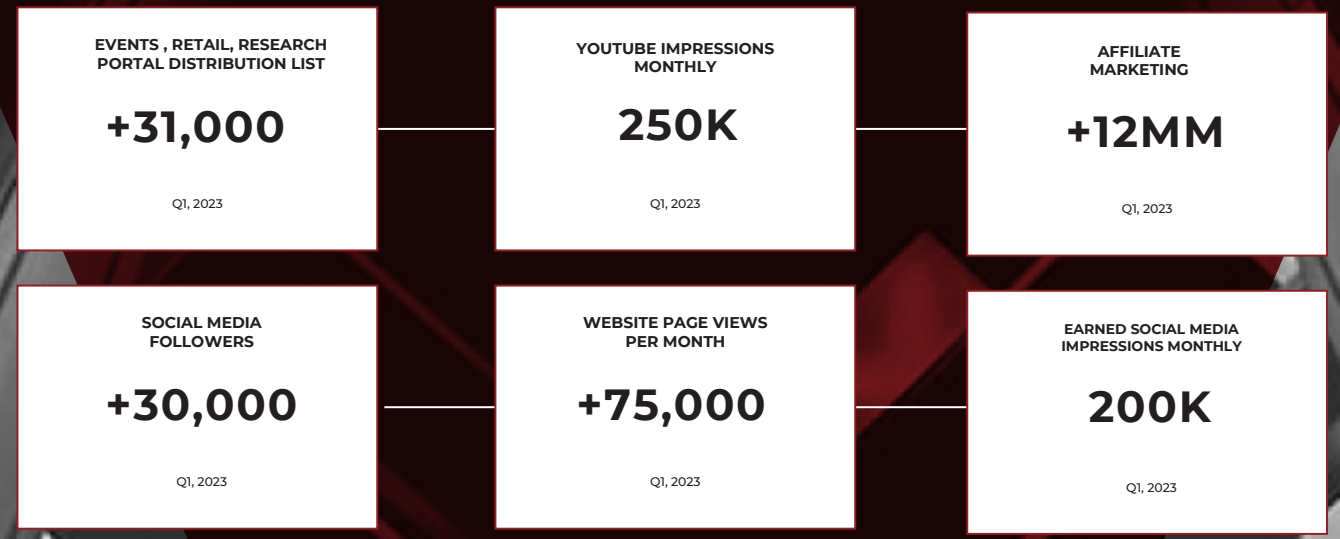 EVENTS , RETAIL, RESEARCH
PORTAL DISTRIBUTION LIST
+31,000
Q1, 2023
YOUTUBE IMPRESSIONS
MONTHLY
250K
Q1, 2023
AFFILIATE
MARKETING
+12MM
Q1, 2023
SOCIAL MEDIA
FOLLOWERS
+30,000
Q1, 2023
WEBSITE PAGE VIEWS
PER MONTH
+75,000
Q1, 2023
EARNED SOCIAL MEDIA
IMPRESSIONS MONTHLY
200K
Q1, 2023